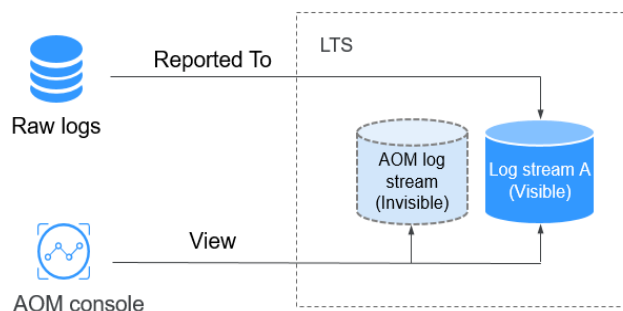 Reported To
LTS
Raw logs
AOM log
stream
(Invisible)
Log stream A
(Visible)
View
AOM console